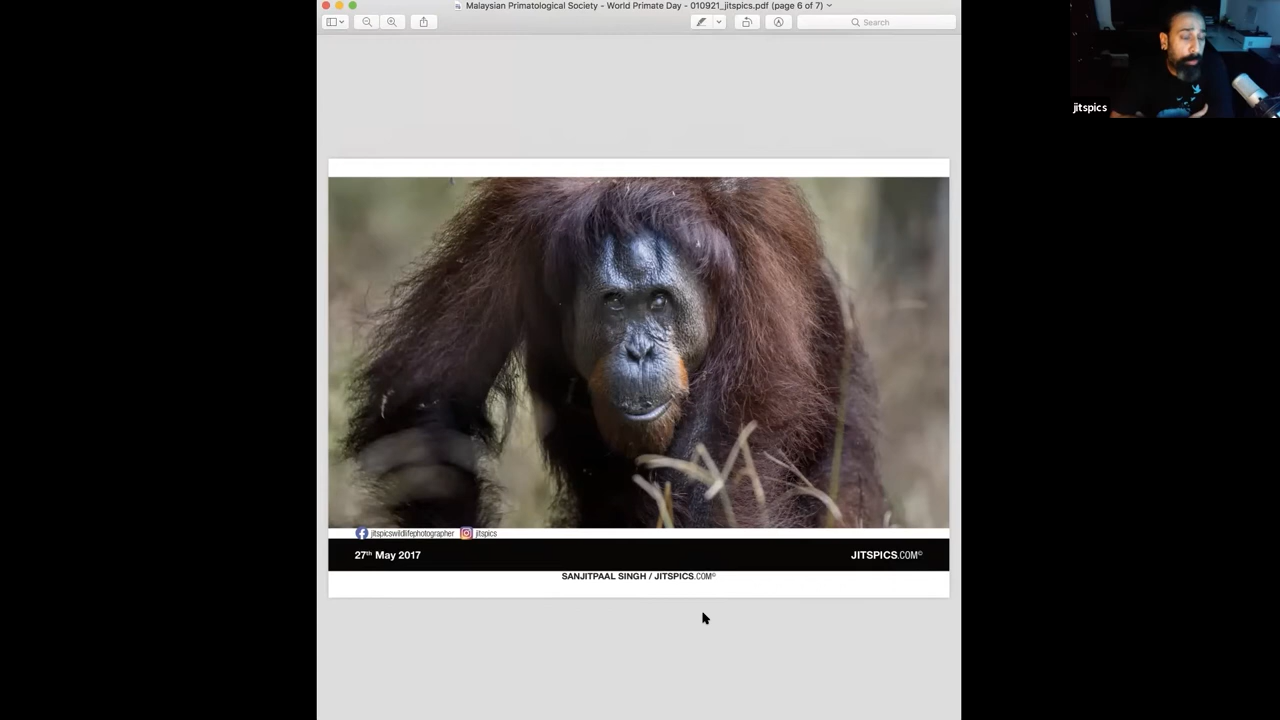 Malaysian Primatological Society - World Primate Day - 010921_jitspics.pdf (page 6 of 7)
Search
jitspics
jitspicswildlifephotographer jitspics
27th May 2017
JITSPICS.COM©
SANJITPAAL SINGH / JITSPICS.COM©